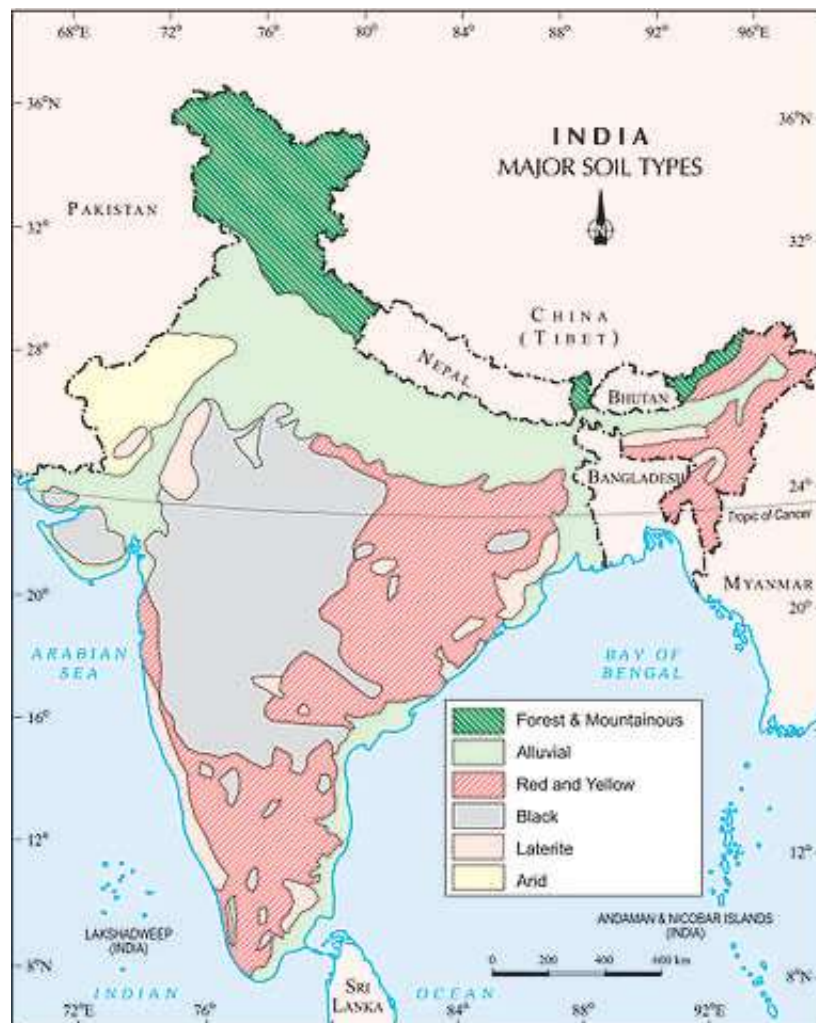 68°E 72° 76° 80° 84° 88° 92° 96°E
36°N
36°N
INDIA
MAJOR SOIL TYPES
N
PAKISTAN
32°
32°
CHINA
(TIBET)
28°
NEPAL
BHUTAN
BANGLADESH
24°
Tropic of Cancer
MYANMAR
20°
20°
ARABIAN
SEA
BAY OF
BENGAL
16°
Forest & Mountainous
Alluvial
Red and Yellow
Black
Laterite
Arid
12°
12°
LAKSHADWEEP
(INDIA)
ANDAMAN & NICOBAR ISLANDS
(INDIA)
0 200 400 600 km
8°N
8°N
INDIAN OCEAN
SRI
LANKA
72°E 76° 84° 88° 92°E